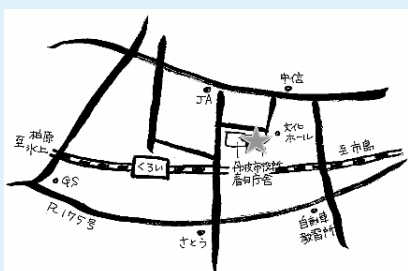 中信
JA
文化
ホール
柏原
至氷上
至市島
くろい
丹波市役所
春日庁舎
GS
R175号
さとう
自動車
教習所